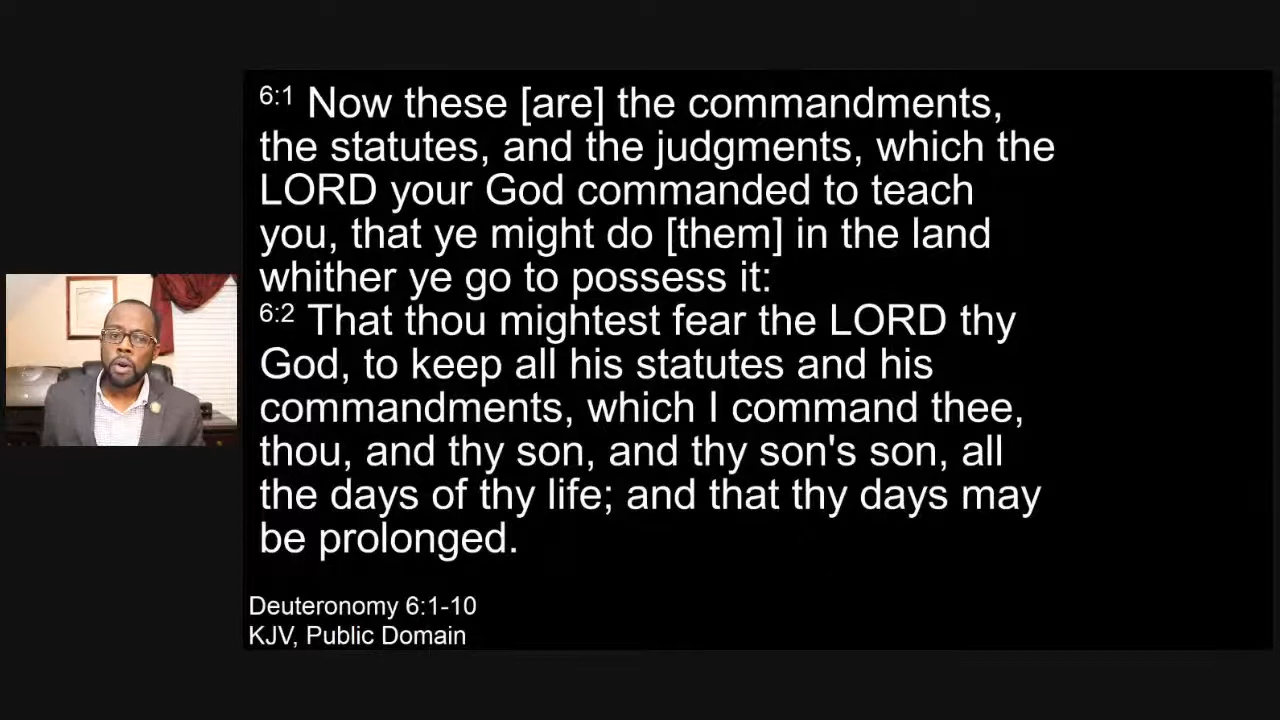 6:1 Now these [are] the commandments,
the statutes, and the judgments, which the
LORD your God commanded to teach
you, that ye might do [them] in the land
whither ye go to possess it:
6:2 That thou mightest fear the LORD thy
God, to keep all his statutes and his
commandments, which I command thee,
thou, and thy son, and thy son's son, all
the days of thy life; and that thy days may
be prolonged.
Deuteronomy 6:1-10
KJV, Public Domain